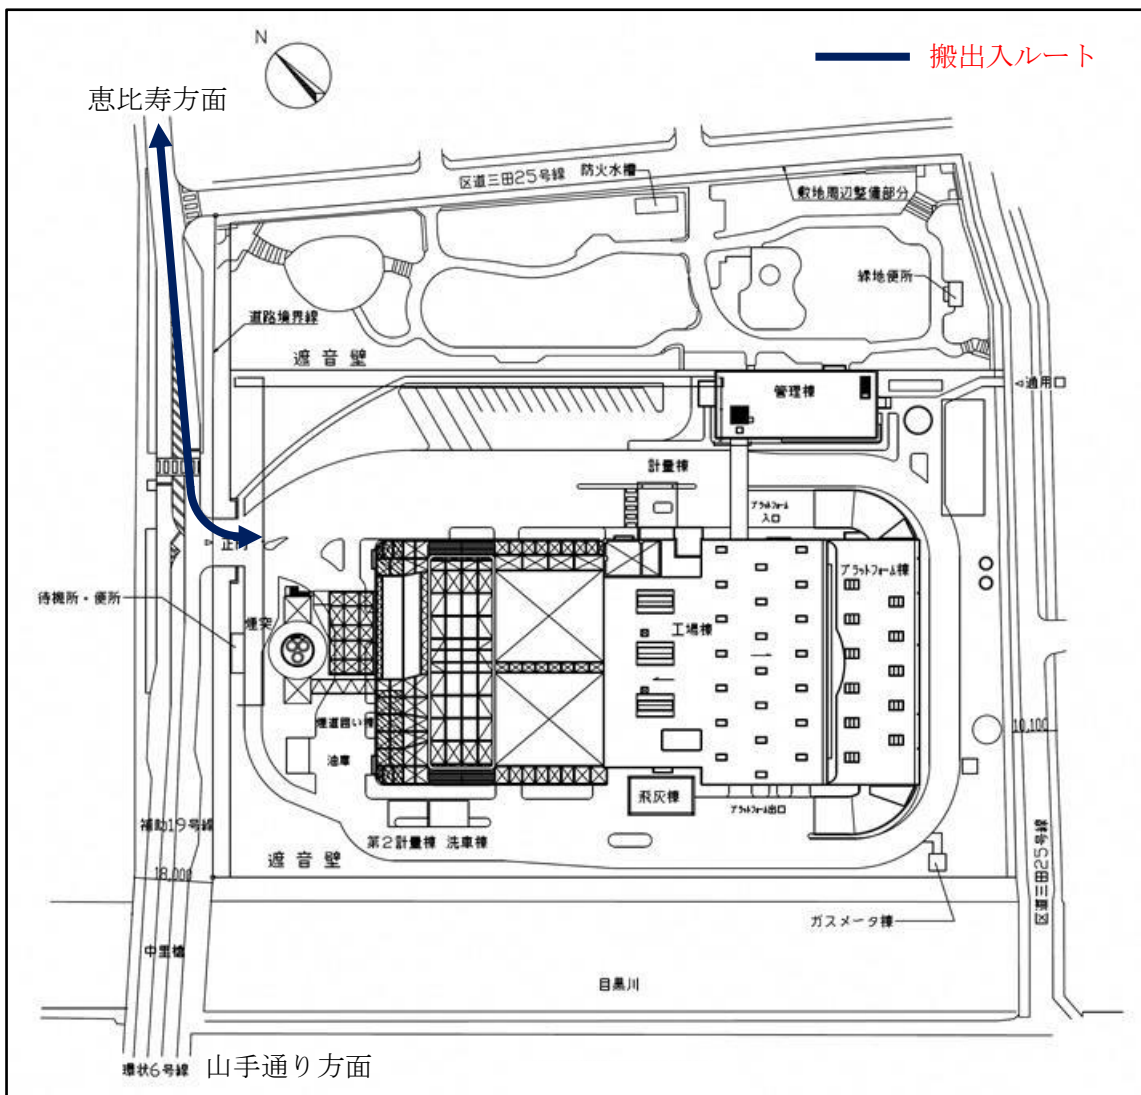 N
搬出入ルート
恵比寿方面
区道三田25号線
防火水槽
敷地周辺整備部分
緑地便所
道路境界線
遮音壁
管理棟
通用
計量棟
プラットフォーム
入口
正門
プラットフォーム棟
待機所・便所
煙突
工場棟
煙道囲い棟
10,100
油庫
飛灰棟
プラットフォーム出口
補助19号線
第2計量棟
洗車棟
遮音壁
18,000
区道三田25号線
ガスメータ棟
中里橋
目黒川
環状6号線
山手通り方面